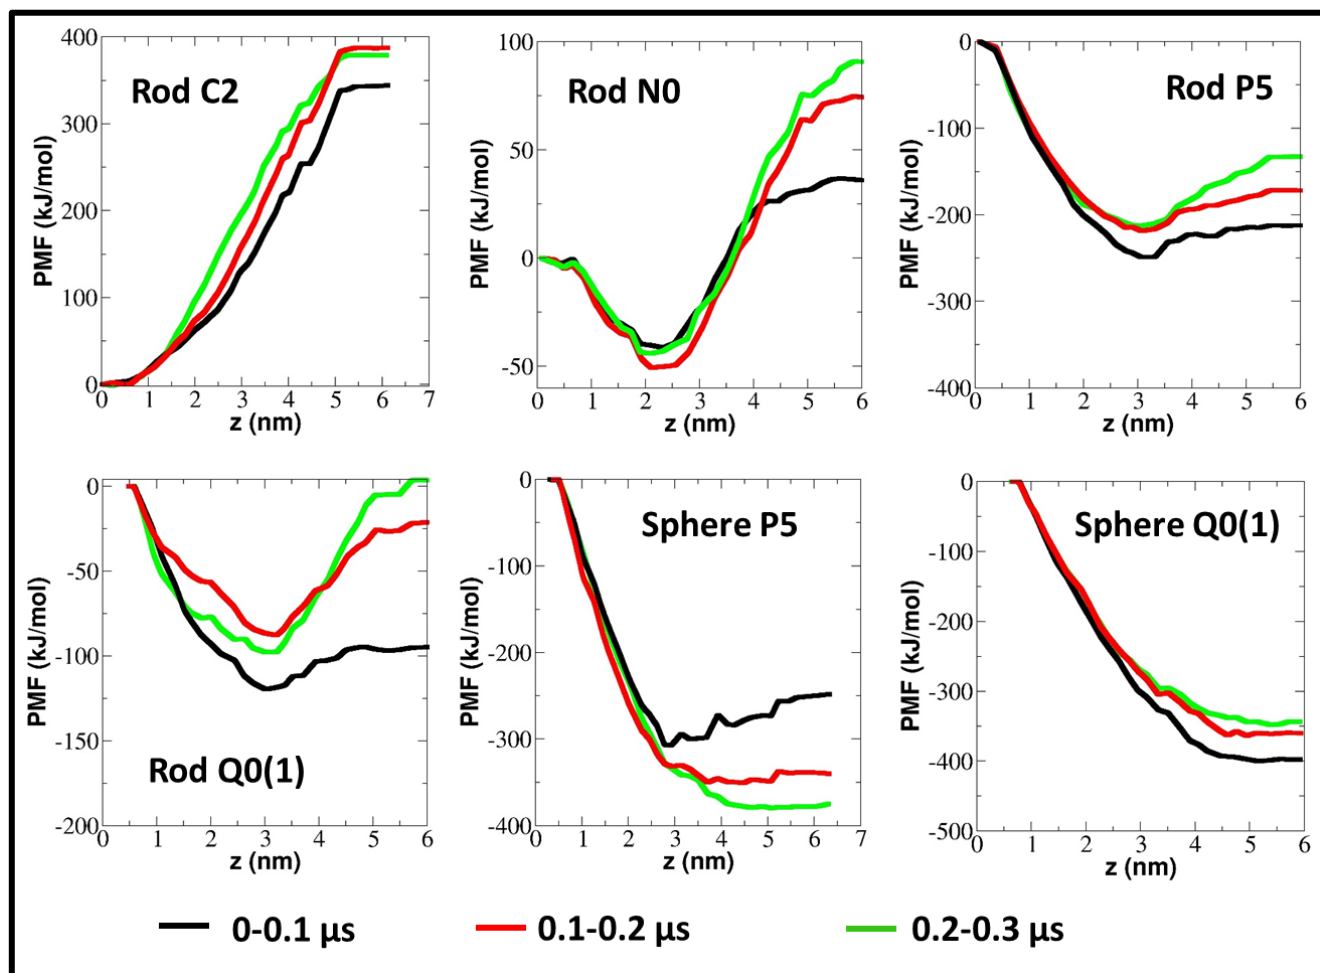 400
300
200
100
0
0 1 2 3 4 5 6 7
PMF (kJ/mol)
z (nm)
Rod C2
100
50
0
-50
0 1 2 3 4 5 6
PMF (kJ/mol)
z (nm)
Rod N0
0
-100
-200
-300
-400
0 1 2 3 4 5 6
PMF (kJ/mol)
z (nm)
Rod P5
0
-50
-100
-150
-200
0 1 2 3 4 5 6
PMF (kJ/mol)
z (nm)
Rod Q0(1)
0
-100
-200
-300
-400
0 1 2 3 4 5 6 7
PMF (kJ/mol)
z (nm)
Sphere P5
0
-100
-200
-300
-400
-500
0 1 2 3 4 5 6
PMF (kJ/mol)
z (nm)
Sphere Q0(1)
0-0.1 μs
0.1-0.2 μs
0.2-0.3 μs